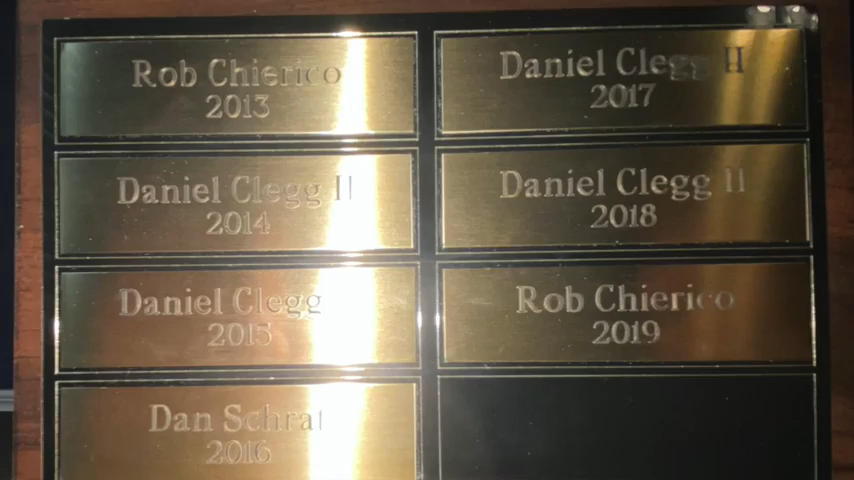 Rob Chierico
2013
Daniel Clegg II
2014
Daniel Clegg
2015
Dan
2016
Daniel Clegg II
2017
Daniel Clegg II
2018
Rob Chierico
2019